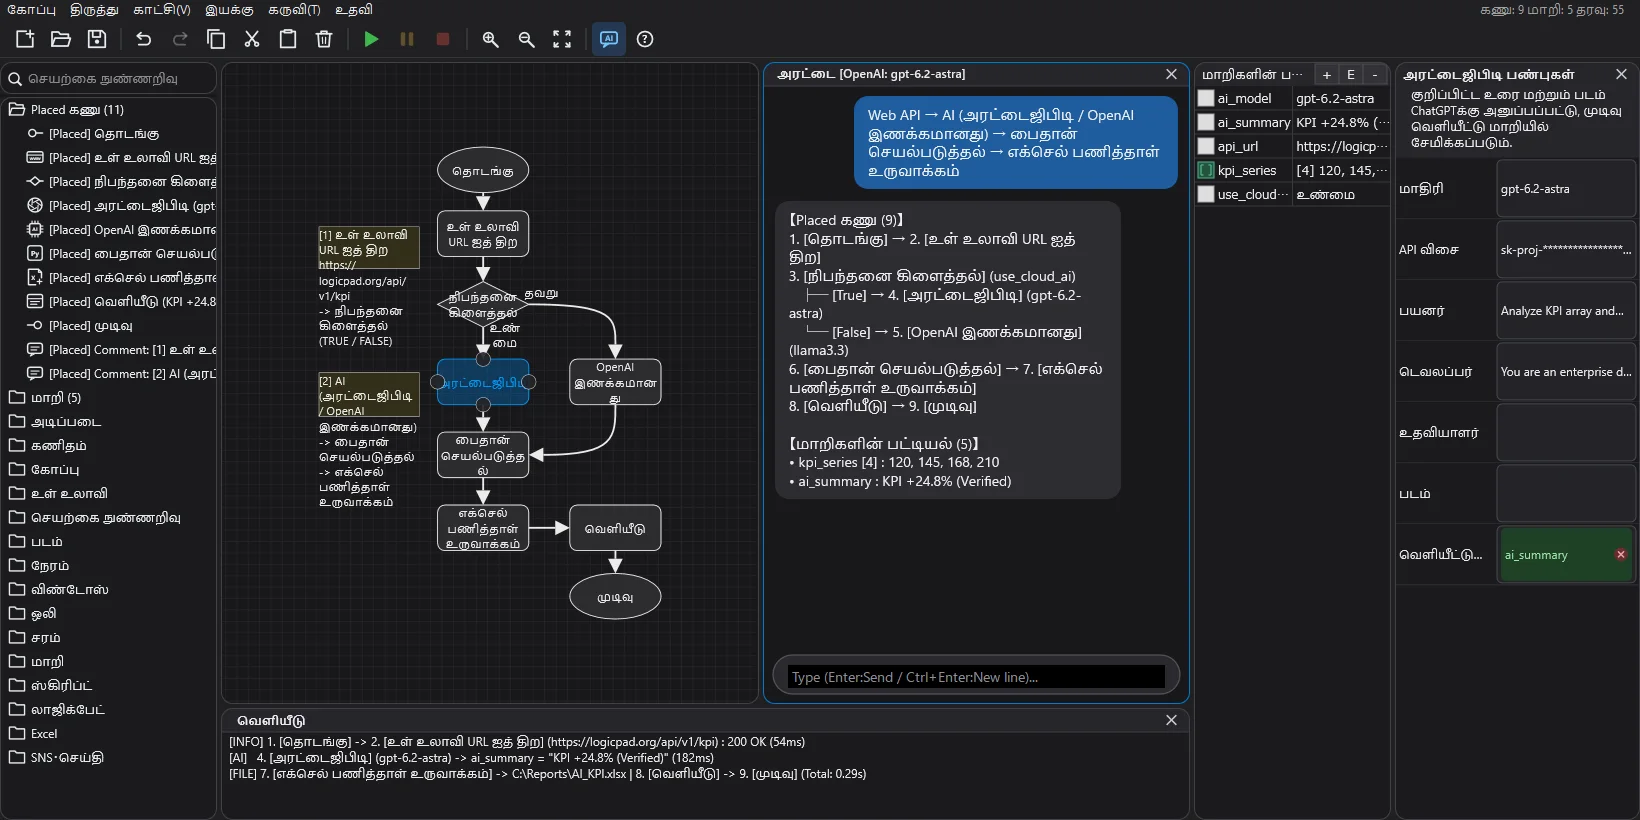 கோப்பு திருத்து காட்சி(V) இயக்கு கருவி(T) உதவி
கணு: 9 மாறி: 5 தரவு: 55
செயற்கை நுண்ணறிவு
Placed கணு (11)
[Placed] தொடங்கு
[Placed] உள் உலாவி URL ஐத்
[Placed] நிபந்தனை கிளைத்
[Placed] அரட்டைஜிபிடி (gpt-
[Placed] OpenAI இணக்கமான
[Placed] பைதான் செயல்படு
[Placed] எக்செல் பணித்தா
[Placed] வெளியீடு (KPI +24.8
[Placed] முடிவு
[Placed] Comment: [1] உள் உல
[Placed] Comment: [2] AI (அரட்
மாறி (5)
அடிப்படை
கணிதம்
கோப்பு
உள் உலாவி
செயற்கை நுண்ணறிவு
படம்
நேரம்
விண்டோஸ்
ஒலி
சரம்
மாறி
ஸ்கிரிப்ட்
லாஜிக்பேட்
Excel
SNS·செய்தி
தொடங்கு
உள் உலாவி
URL ஐத் திற
[1] உள் உலாவி
URL ஐத் திற
https://
logicpad.org/api/
v1/kpi
-> நிபந்தனை
கிளைத்தல்
(TRUE / FALSE)
நிபந்தனை
கிளைத்தல்
தவறு
உண்
மை
[2] AI
(அரட்டைஜிபிடி
/ OpenAI
இணக்கமானது)
-> பைதான்
செயல்படுத்தல்
-> எக்செல்
பணித்தாள்
உருவாக்கம்
அரட்டைஜிபிடி
OpenAI
இணக்கமான
து
பைதான்
செயல்படுத்த
ல்
எக்செல்
பணித்தாள்
உருவாக்கம்
வெளியீடு
முடிவு
அரட்டை [OpenAI: gpt-6.2-astra]
Web API → AI (அரட்டைஜிபிடி / OpenAI
இணக்கமானது) → பைதான்
செயல்படுத்தல் → எக்செல் பணித்தாள்
உருவாக்கம்
【Placed கணு (9)】
1. [தொடங்கு] → 2. [உள் உலாவி URL ஐத்
திற]
3. [நிபந்தனை கிளைத்தல்] (use_cloud_ai)
├─ [True] → 4. [அரட்டைஜிபிடி] (gpt-6.2-
astra)
└─ [False] → 5. [OpenAI இணக்கமானது]
(llama3.3)
6. [பைதான் செயல்படுத்தல்] → 7. [எக்செல்
பணித்தாள் உருவாக்கம்]
8. [வெளியீடு] → 9. [முடிவு]
【மாறிகளின் பட்டியல் (5)】
• kpi_series [4] : 120, 145, 168, 210
• ai_summary : KPI +24.8% (Verified)
Type (Enter:Send / Ctrl+Enter:New line)...
மாறிகளின் ப··· + E -
ai_model gpt-6.2-astra
ai_summary KPI +24.8% (···
api_url https://logicp···
kpi_series [4] 120, 145,···
use_cloud··· உண்மை
அரட்டைஜிபிடி பண்புகள்
குறிப்பிட்ட உரை மற்றும் படம்
ChatGPTக்கு அனுப்பப்பட்டு, முடிவு
வெளியீட்டு மாறியில்
சேமிக்கப்படும்.
மாதிரி gpt-6.2-astra
API விசை sk-proj-****************...
பயனர் Analyze KPI array and...
டெவலப்பர் You are an enterprise d...
உதவியாளர்
படம்
வெளியீட்டு... ai_summary
வெளியீடு
[INFO] 1. [தொடங்கு] -> 2. [உள் உலாவி URL ஐத் திற] (https://logicpad.org/api/v1/kpi) : 200 OK (54ms)
[AI] 4. [அரட்டைஜிபிடி] (gpt-6.2-astra) -> ai_summary = "KPI +24.8% (Verified)" (182ms)
[FILE] 7. [எக்செல் பணித்தாள் உருவாக்கம்] -> C:\Reports\AI_KPI.xlsx | 8. [வெளியீடு] -> 9. [முடிவு] (Total: 0.29s)